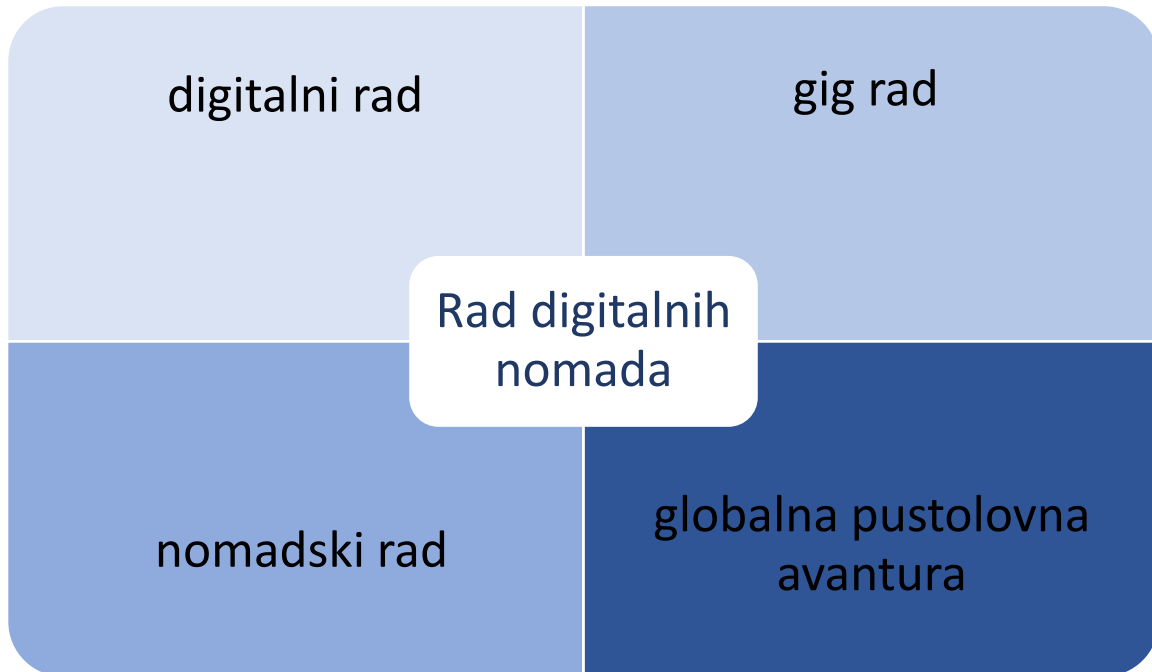 digitalni rad
gig rad
Rad digitalnih
nomada
nomadski rad
globalna pustolovna
avantura